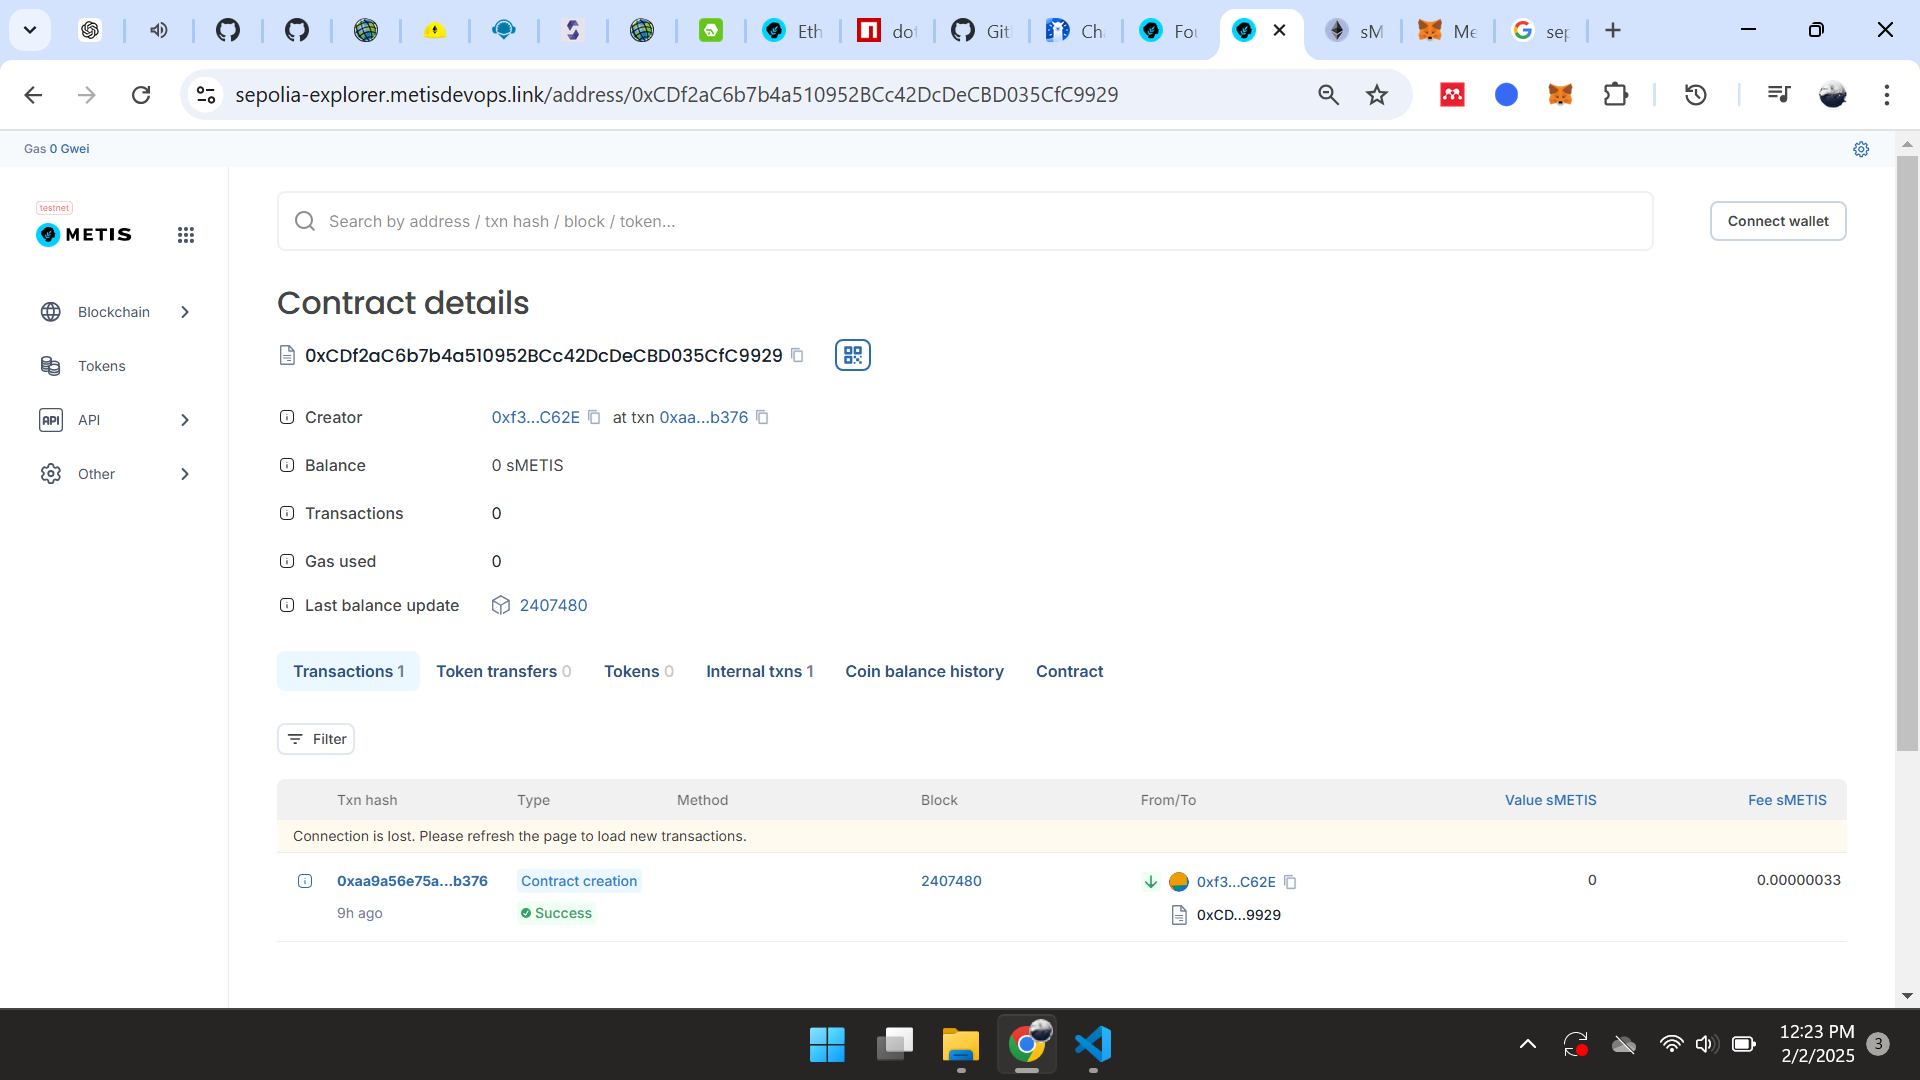 Eth
dot
Git
Ch
Fou
sM
Me
sep
sepolia-explorer.metisdevops.link/address/0xCDf2aC6b7b4a510952BCc42DcDeCBD035CfC9929
Gas 0 Gwei
testnet
METIS
Search by address / txn hash / block / token...
Connect wallet
Blockchain
Tokens
API API
Other
Contract details
0xCDf2aC6b7b4a510952BCc42DcDeCBD035CfC9929
Creator 0xf3...C62E at txn 0xaa...b376
Balance 0 sMETIS
Transactions 0
Gas used 0
Last balance update 2407480
Transactions 1 Token transfers 0 Tokens 0 Internal txns 1 Coin balance history Contract
Filter
Txn hash Type Method Block From/To Value sMETIS Fee sMETIS
Connection is lost. Please refresh the page to load new transactions.
0xaa9a56e75a...b376 Contract creation 2407480 0xf3...C62E 0 0.00000033
9h ago Success 0xCD...9929
12:23 PM
2/2/2025
3